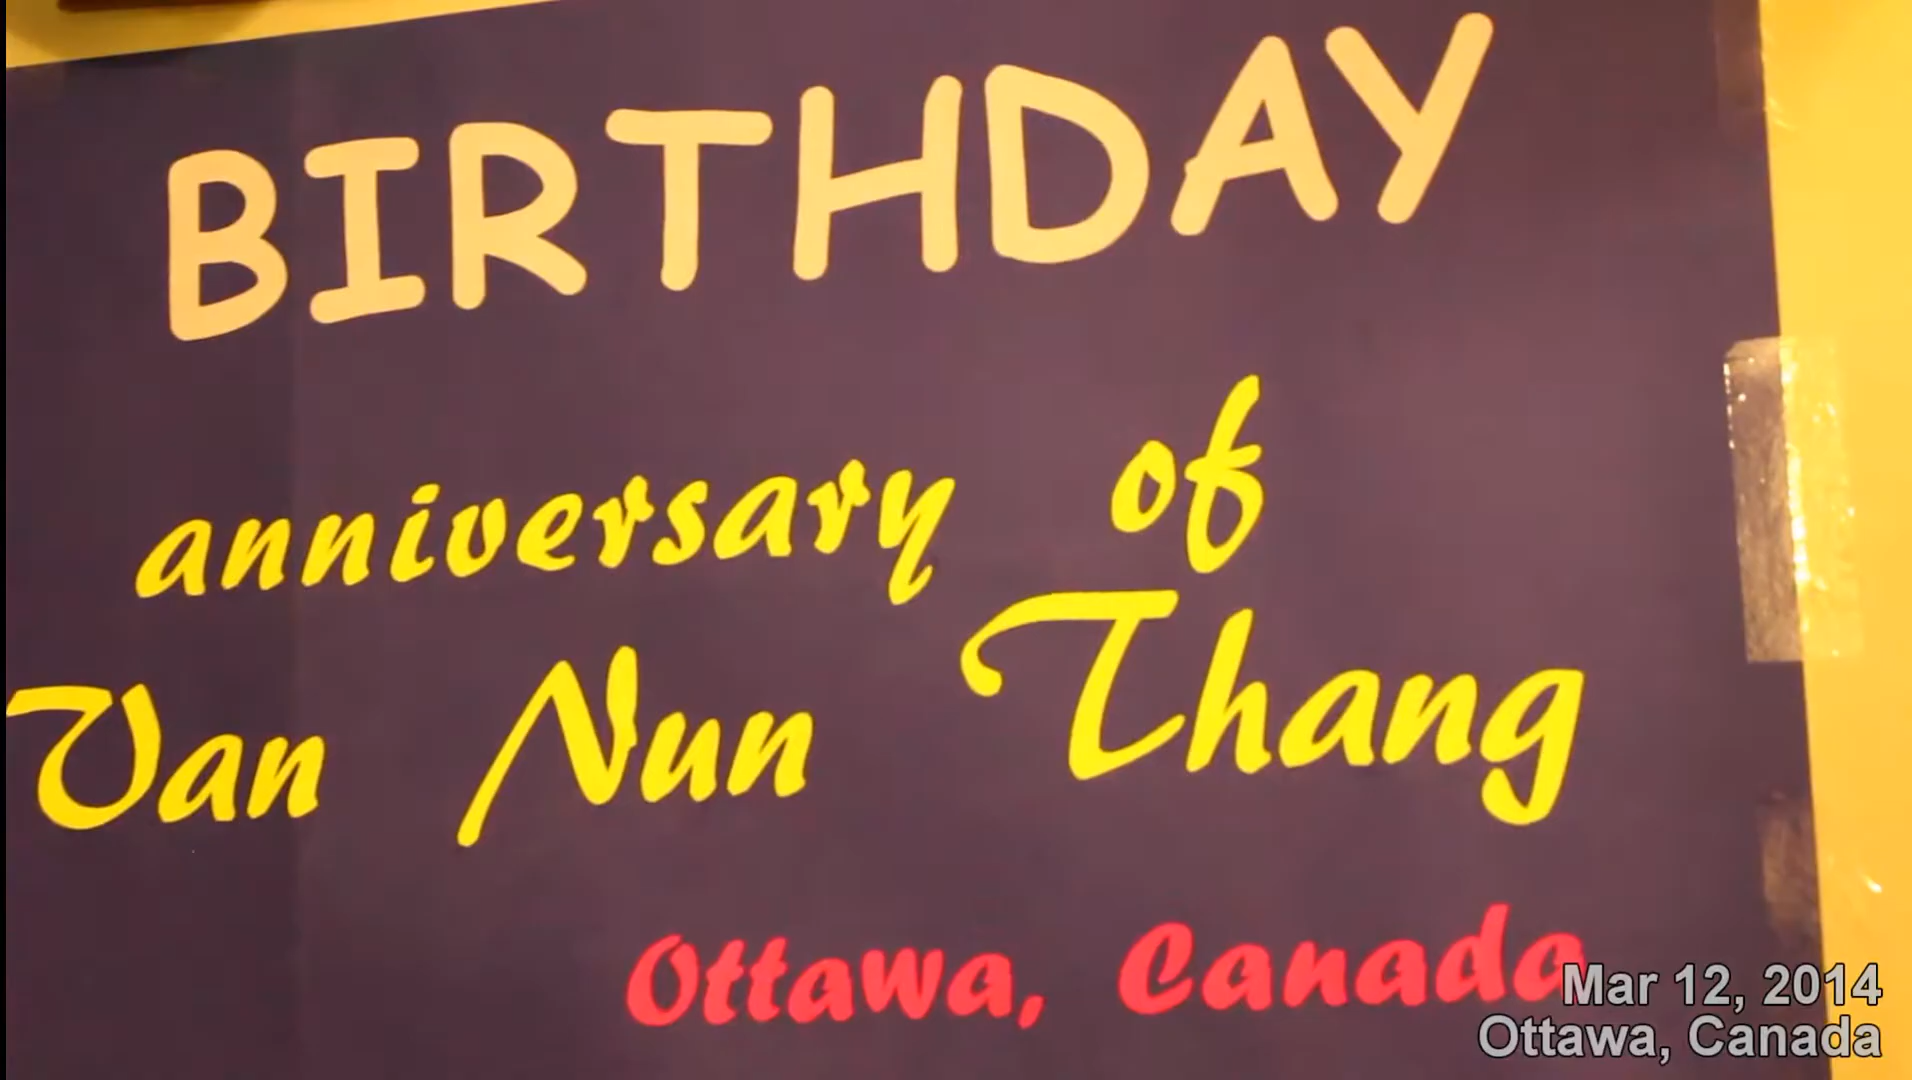 BIRTHDAY
anniversary of
Van Nun Thang
Ottawa, Canada
Mar 12, 2014
Ottawa, Canada